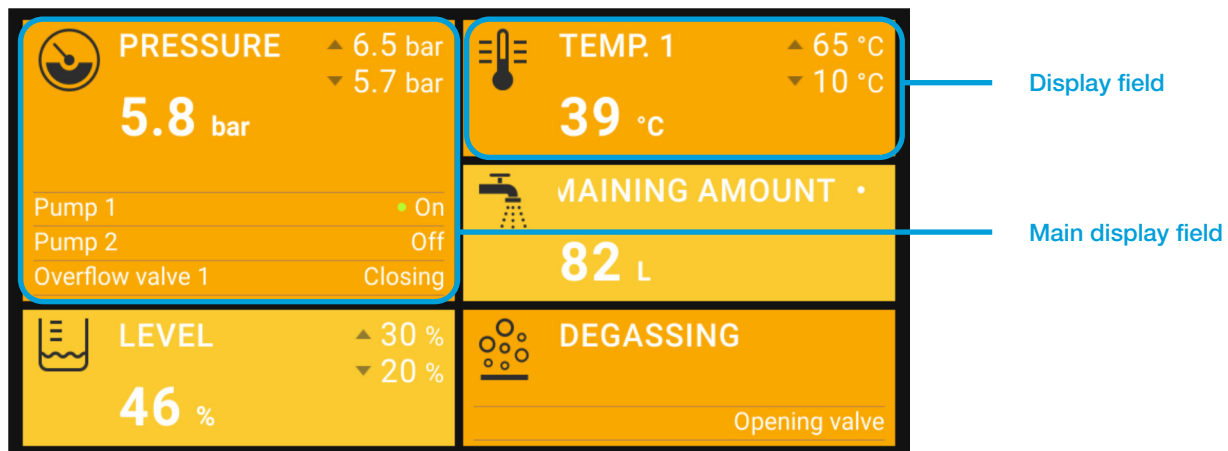 PRESSURE
▲ 6.5 bar
▼ 5.7 bar
5.8 bar
Pump 1 • On
Pump 2 Off
Overflow valve 1 Closing
TEMP. 1
▲ 65 °C
▼ 10 °C
39 °C
MAINING AMOUNT •
82 L
LEVEL
▲ 30 %
▼ 20 %
46 %
DEGASSING
Opening valve
Display field
Main display field